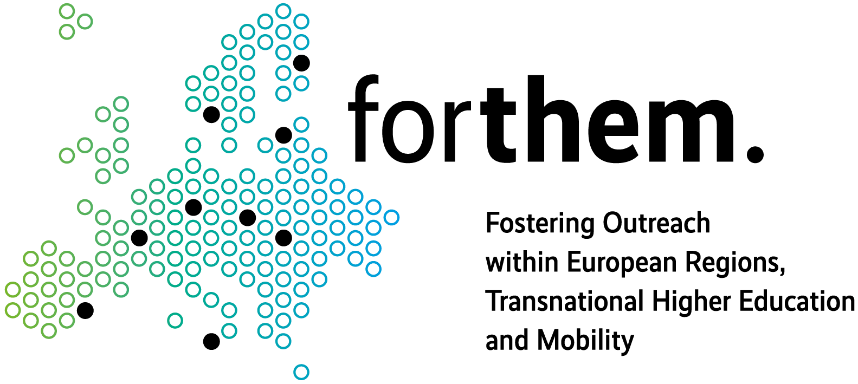 forthem.
Fostering Outreach
within European Regions,
Transnational Higher Education
and Mobility